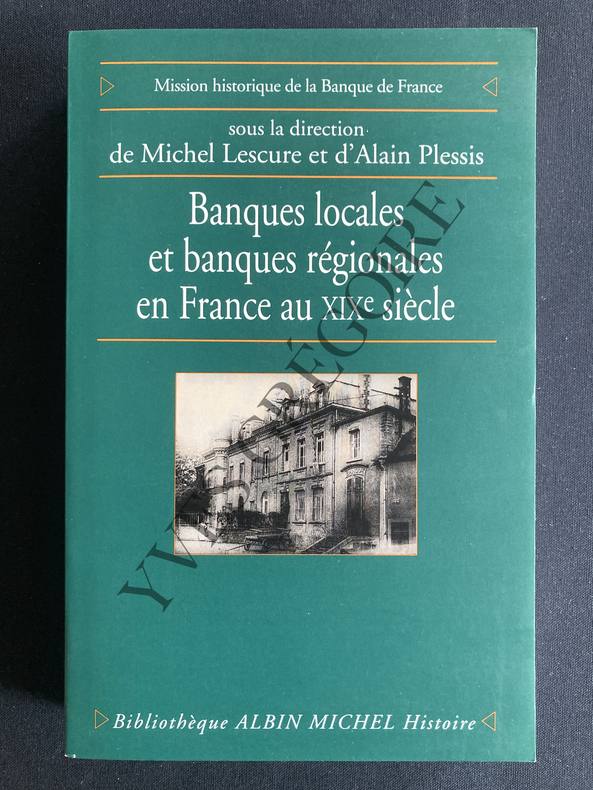 Mission historique de la Banque de France
sous la direction
de Michel Lescure et d'Alain Plessis
Banques locales
et banques régionales
en France au XIXe siècle
YVES GRÉGOIRE
Bibliothèque ALBIN MICHEL Histoire